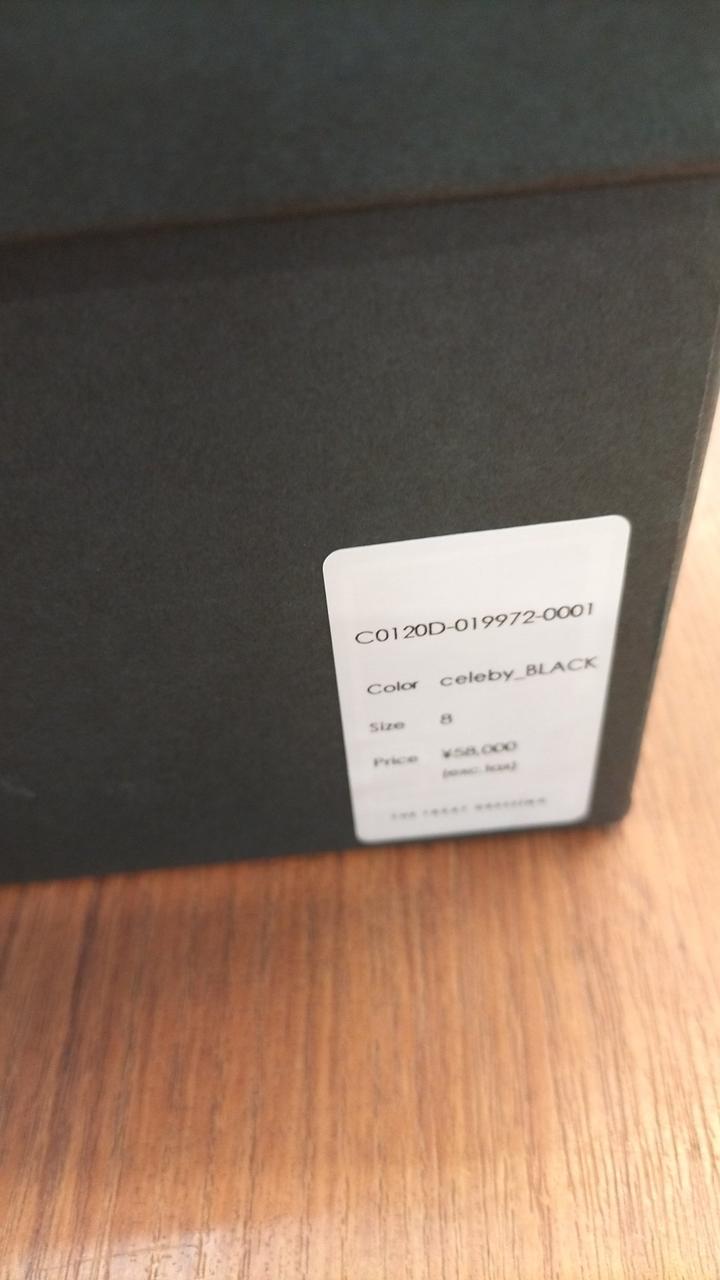 C0120D-019972-0001
Color celeby_BLACK
Size 8
Price ¥58,000
(exc.tax)